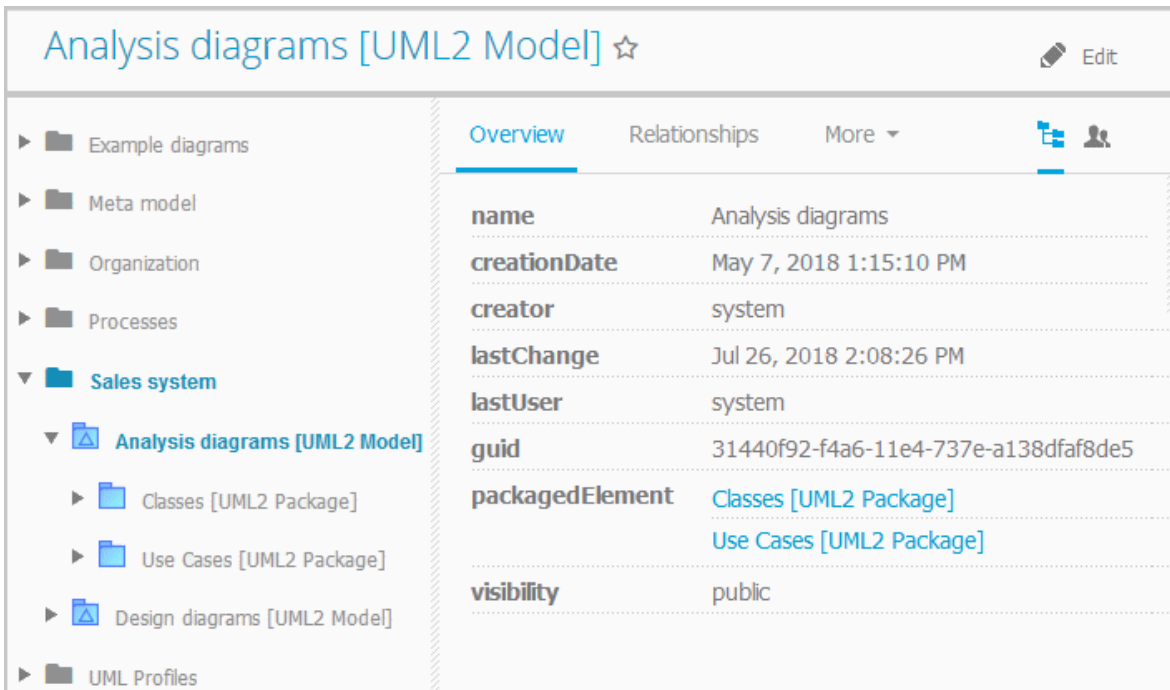 Analysis diagrams [UML2 Model]
Edit
Example diagrams
Meta model
Organization
Processes
Sales system
Analysis diagrams [UML2 Model]
Classes [UML2 Package]
Use Cases [UML2 Package]
Design diagrams [UML2 Model]
UML Profiles
Overview Relationships More
name Analysis diagrams
creationDate May 7, 2018 1:15:10 PM
creator system
lastChange Jul 26, 2018 2:08:26 PM
lastUser system
guid 31440f92-f4a6-11e4-737e-a138dfaf8de5
packagedElement Classes [UML2 Package]
Use Cases [UML2 Package]
visibility public